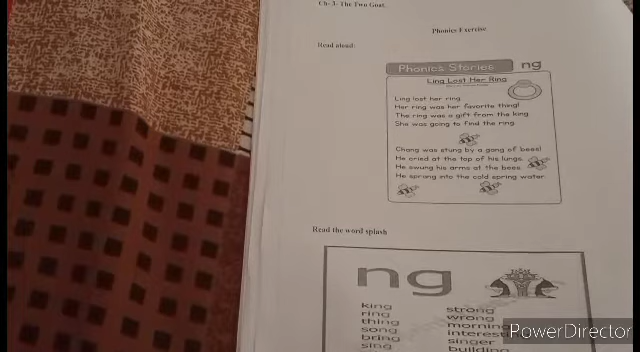 Ch- 3- The Two Goat.
Phonics Exercise
Read aloud:
Phonics Stories ng
Ling Lost Her Ring
Ling lost her ring.
Her ring was her favorite thing!
The ring was a gift from the king.
She was going to find the ring.
Chang was stung by a gang of bees!
He cried at the top of his lungs.
He swung his arms at the bees.
He sprang into the cold spring water.
Read the word splash
ng
king strong
ring wrong
thing morning
song interest
bring singer
sing building
PowerDirector